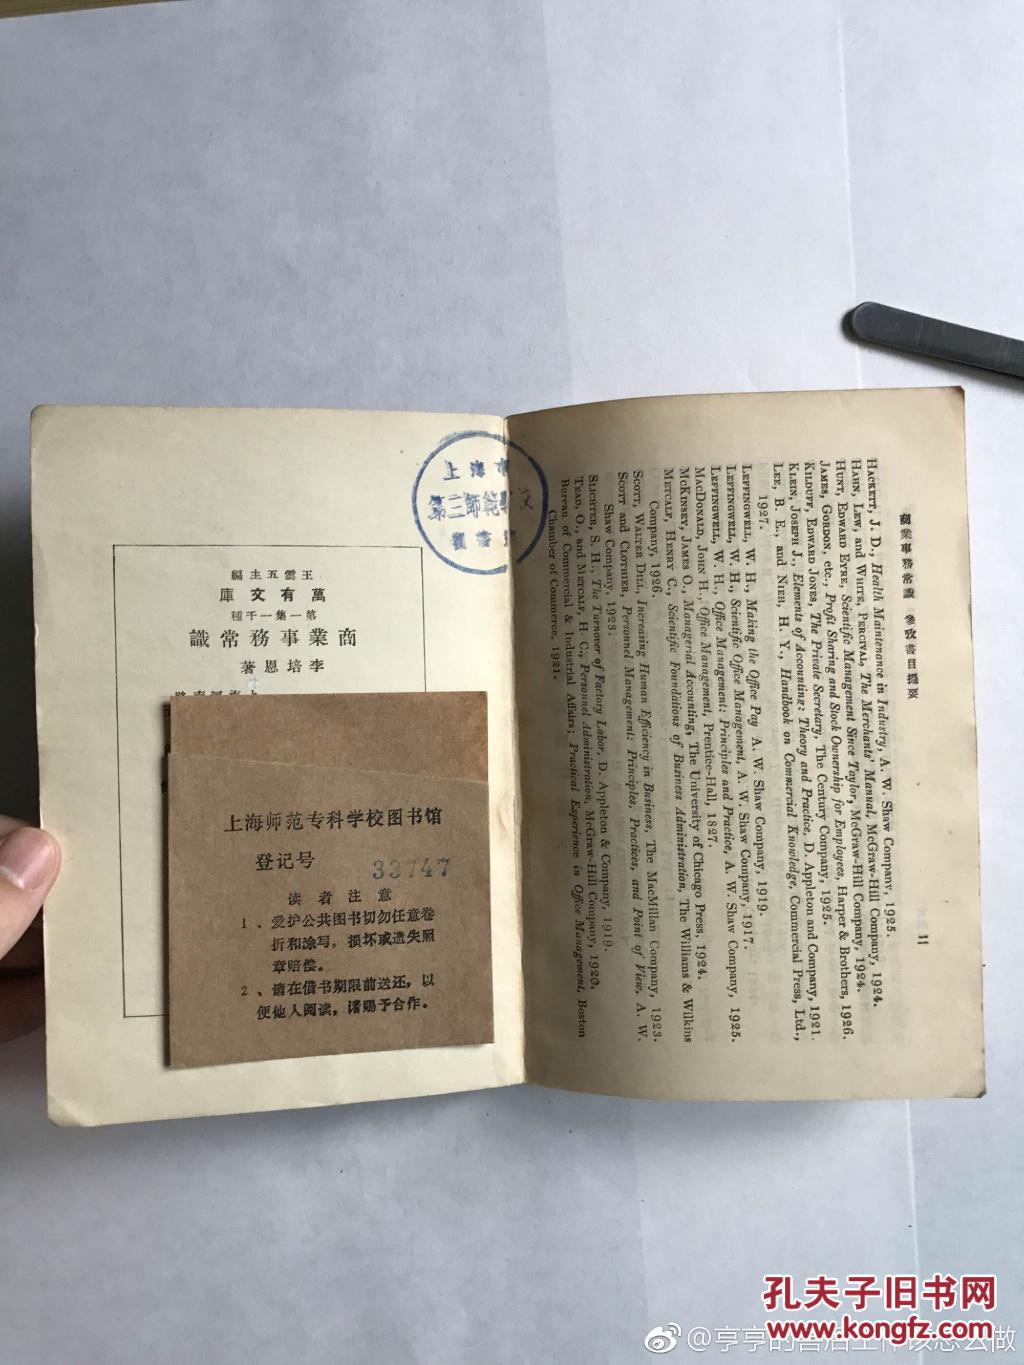 上海市
第三師範學校
圖書館
編主五雲王
庫文有萬
種千一集一第
識常務事業商
著恩培李
上海师范专科学校图书馆
登记号 33747
读者注意
1、爱护公共图书切勿任意卷
折和涂写，损坏或遗失照
章赔偿。
2、请在借书期限前送还，以
便他人阅读，请赐予合作。
商業事務常識 參攷書目提要
HACKETT, J. D., Health Maintenance in Industry, A. W. Shaw Company, 1925.
HAHN, LEW, and WHITE, PERCIVAL, The Merchants' Manual, McGraw-Hill Company, 1924.
HUNT, EDWARD EYRE, Scientific Management Since Taylor, McGraw-Hill Company, 1924.
JAMES, GORDON, etc., Profit Sharing and Stock Ownership for Employees, Harper & Brothers, 1926.
KILDUFF, EDWARD JONES, The Private Secretary, The Century Company, 1925.
KLEIN, JOSEPH J., Elements of Accounting: Theory and Practice, D. Appleton and Company, 1921.
LEE, B. E., and NIEH, H. Y., Handbook on Commercial Knowledge, Commercial Press, Ltd.,
1927.
LEFFINGWELL, W. H., Making the Office Pay A. W. Shaw Company, 1919.
LEFFINGWELL, W. H., Scientific Office Management, A. W. Shaw Company, 1917.
LEFFINGWELL, W. H., Office Management: Principles and Practice, A. W. Shaw Company, 1925.
MACDONALD, JOHN H., Office Management, Prentice-Hall, 1827.
MCKINSEY, JAMES O., Managerial Accounting, The University of Chicago Press, 1924.
METCALF, HENRY C., Scientific Foundations of Business Administration, The Williams & Wilkins
Company, 1926.
SCOTT, WALTER DILL, Increasing Human Efficiency in Business, The MacMillan Company, 1923.
SCOTT and CLOTHIER, Personnel Management: Principles, Practices, and Point of View, A. W.
Shaw Company, 1923.
SLICHTER, S. H., The Turnover of Factory Labor, D. Appleton & Company, 1919.
TEAD, O., and METCALF, H. C., Personnel Administration, McGraw-Hill Company, 1920.
Bureau of Commercial & Industrial Affairs; Practical Experience in Office Management, Boston
Chamber of Commerce, 1921.
孔夫子旧书网
www.kongfz.com